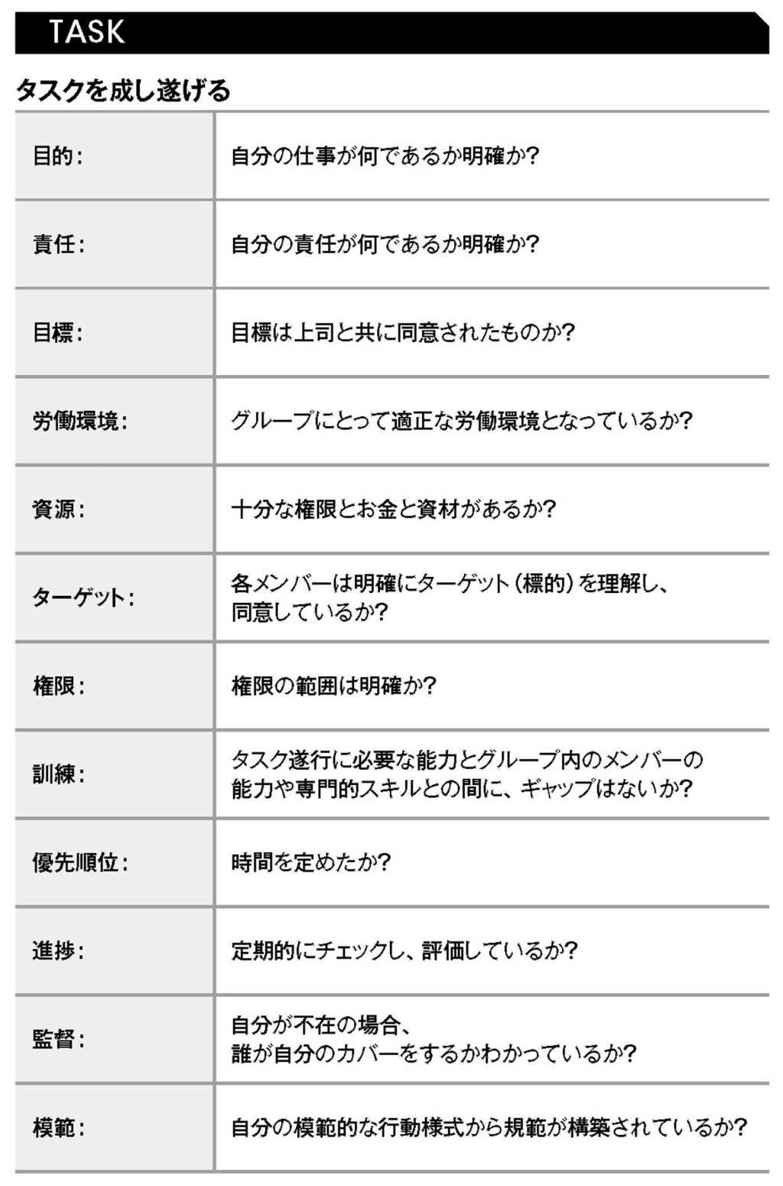 TASK
タスクを成し遂げる
目的：
自分の仕事が何であるか明確か?
責任：
自分の責任が何であるか明確か?
目標：
目標は上司と共に同意されたものか?
労働環境：
グループにとって適正な労働環境となっているか?
資源：
十分な権限とお金と資材があるか?
ターゲット：
各メンバーは明確にターゲット（標的）を理解し、
同意しているか?
権限：
権限の範囲は明確か?
訓練：
タスク遂行に必要な能力とグループ内のメンバーの
能力や専門的スキルとの間に、ギャップはないか?
優先順位：
時間を定めたか?
進捗：
定期的にチェックし、評価しているか?
監督：
自分が不在の場合、
誰が自分のカバーをするかわかっているか?
模範：
自分の模範的な行動様式から規範が構築されているか?